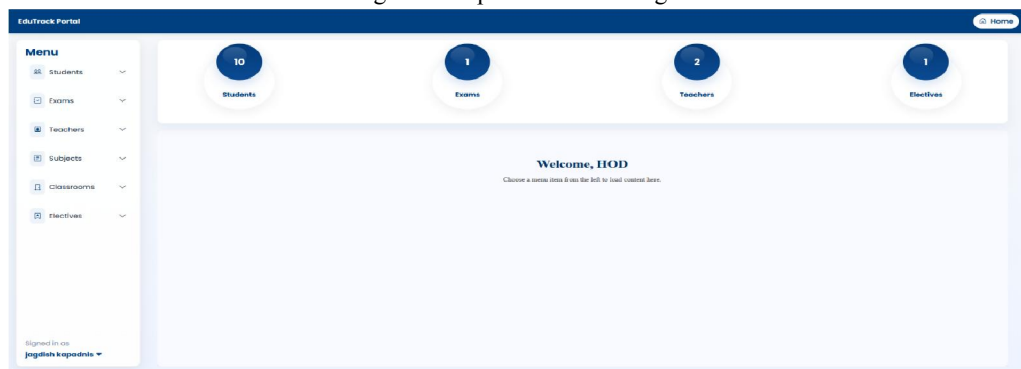 EduTrack Portal
Home
Menu
Students
Exams
Teachers
Subjects
Classrooms
Electives
Signed in as
jagdish kapadnis
10
Students
1
Exams
2
Teachers
1
Electives
Welcome, HOD
Choose a menu item from the left to load content here.